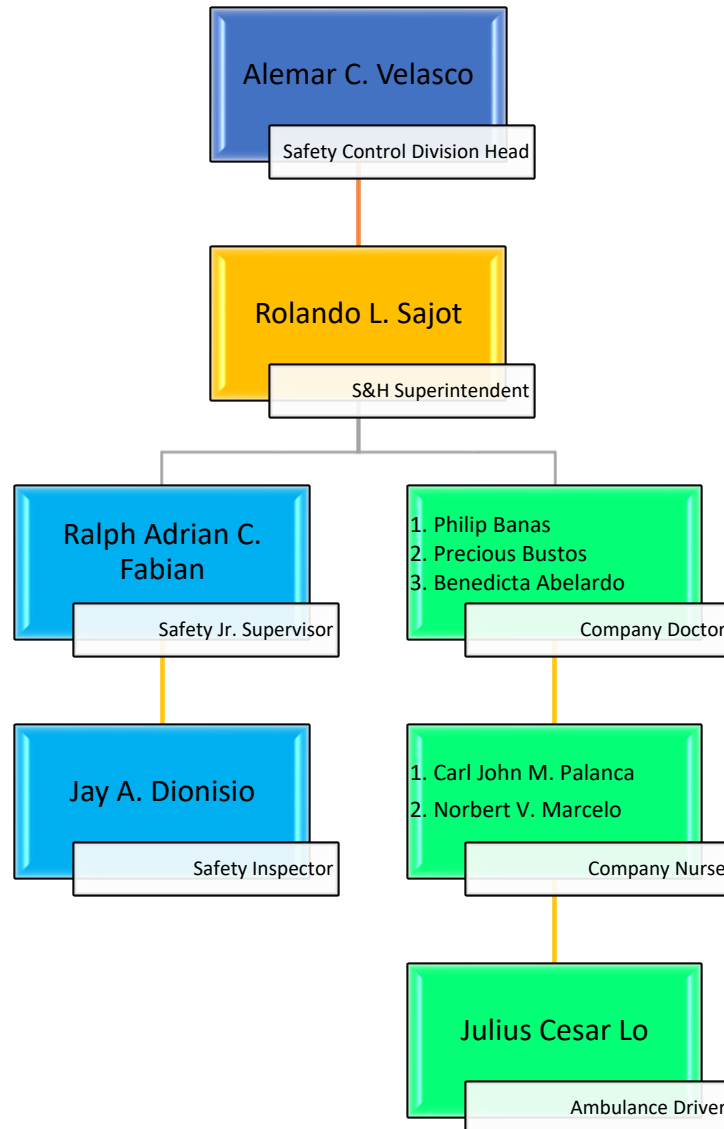 Alemar C. Velasco
Safety Control Division Head
Rolando L. Sajot
S&H Superintendent
Ralph Adrian C.
Fabian
Safety Jr. Supervisor
1. Philip Banas
2. Precious Bustos
3. Benedicta Abelardo
Company Doctor
Jay A. Dionisio
Safety Inspector
1. Carl John M. Palanca
2. Norbert V. Marcelo
Company Nurse
Julius Cesar Lo
Ambulance Driver